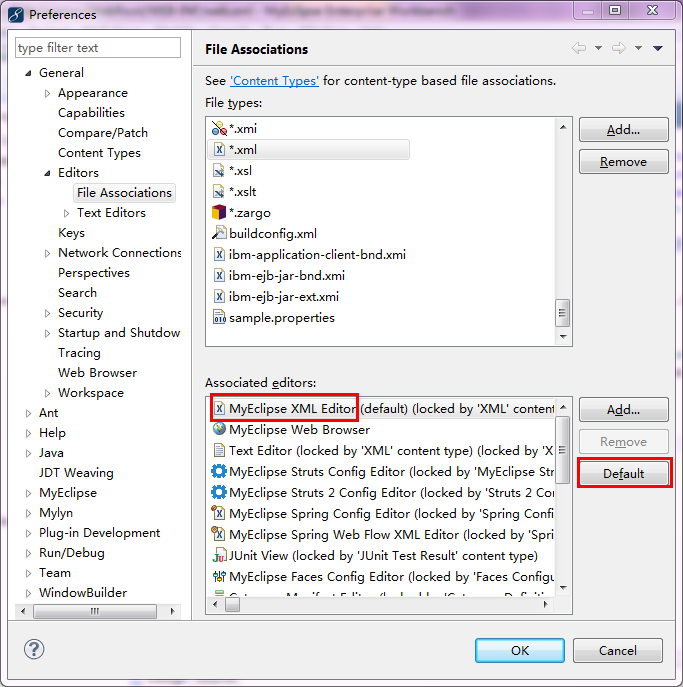 Preferences
type filter text
General
Appearance
Capabilities
Compare/Patch
Content Types
Editors
File Associations
Text Editors
Keys
Network Connections
Perspectives
Search
Security
Startup and Shutdow
Tracing
Web Browser
Workspace
Ant
Help
Java
JDT Weaving
MyEclipse
Mylyn
Plug-in Development
Run/Debug
Team
WindowBuilder
File Associations
See 'Content Types' for content-type based file associations.
File types:
*.xmi
*.xml
*.xsl
*.xslt
*.zargo
buildconfig.xml
ibm-application-client-bnd.xmi
ibm-ejb-jar-bnd.xmi
ibm-ejb-jar-ext.xmi
sample.properties
Add...
Remove
Associated editors:
MyEclipse XML Editor (default) (locked by 'XML' conten
MyEclipse Web Browser
Text Editor (locked by 'XML' content type) (locked by 'X
MyEclipse Struts Config Editor (locked by 'MyEclipse Str
MyEclipse Struts 2 Config Editor (locked by 'Struts 2 Co
MyEclipse Spring Config Editor (locked by 'Spring Confi
MyEclipse Spring Web Flow XML Editor (locked by 'Spri
JUnit View (locked by 'JUnit Test Result' content type)
MyEclipse Faces Config Editor (locked by 'Faces Configu
Add...
Remove
Default
OK
Cancel